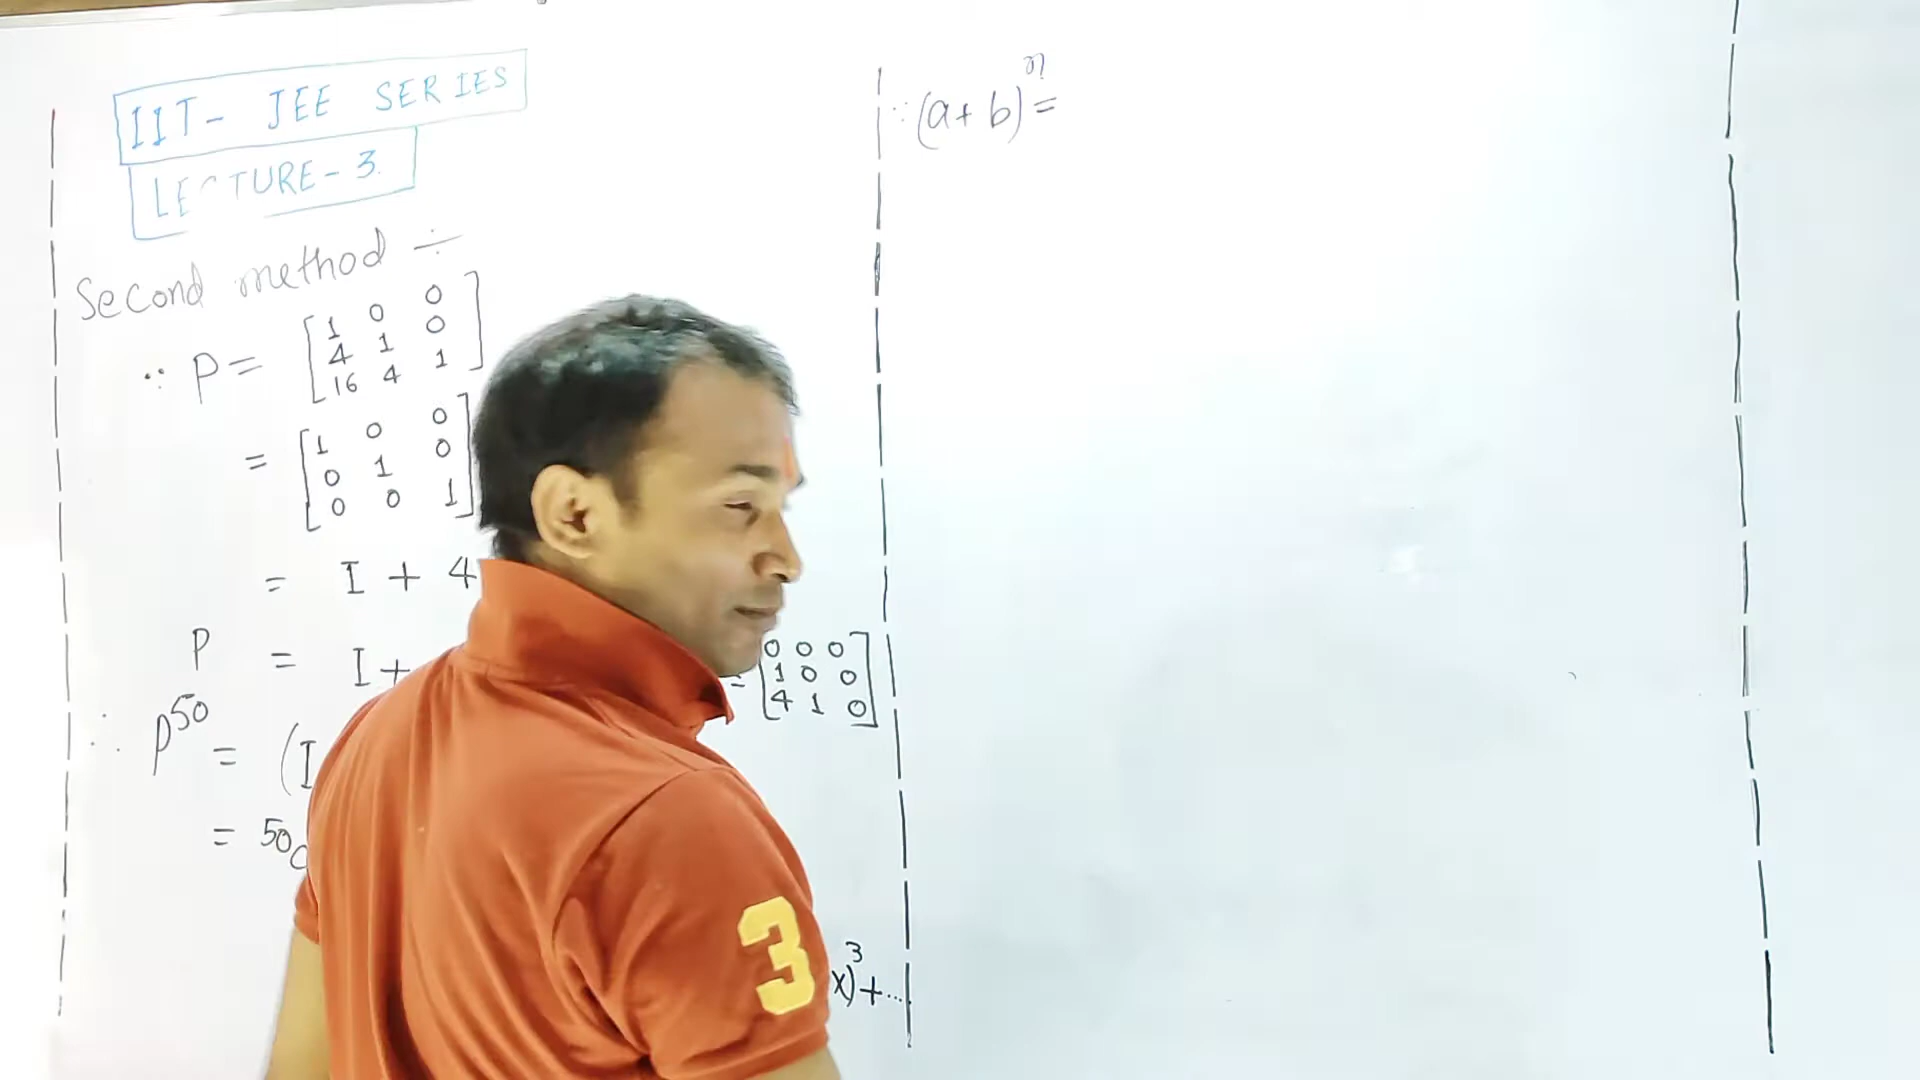 IIT- JEE SERIES
LECTURE-3.
Second method ÷
∵ P = [1 0 0
4 1 0
16 4 1]
= [1 0 0
0 1 0
0 0 1]
= I + 4
P = I +
= [0 0 0
1 0 0
4 1 0]
∴ P^50 = (I
= 50C
x)^3 + ...
∵ (a + b)^n =
3